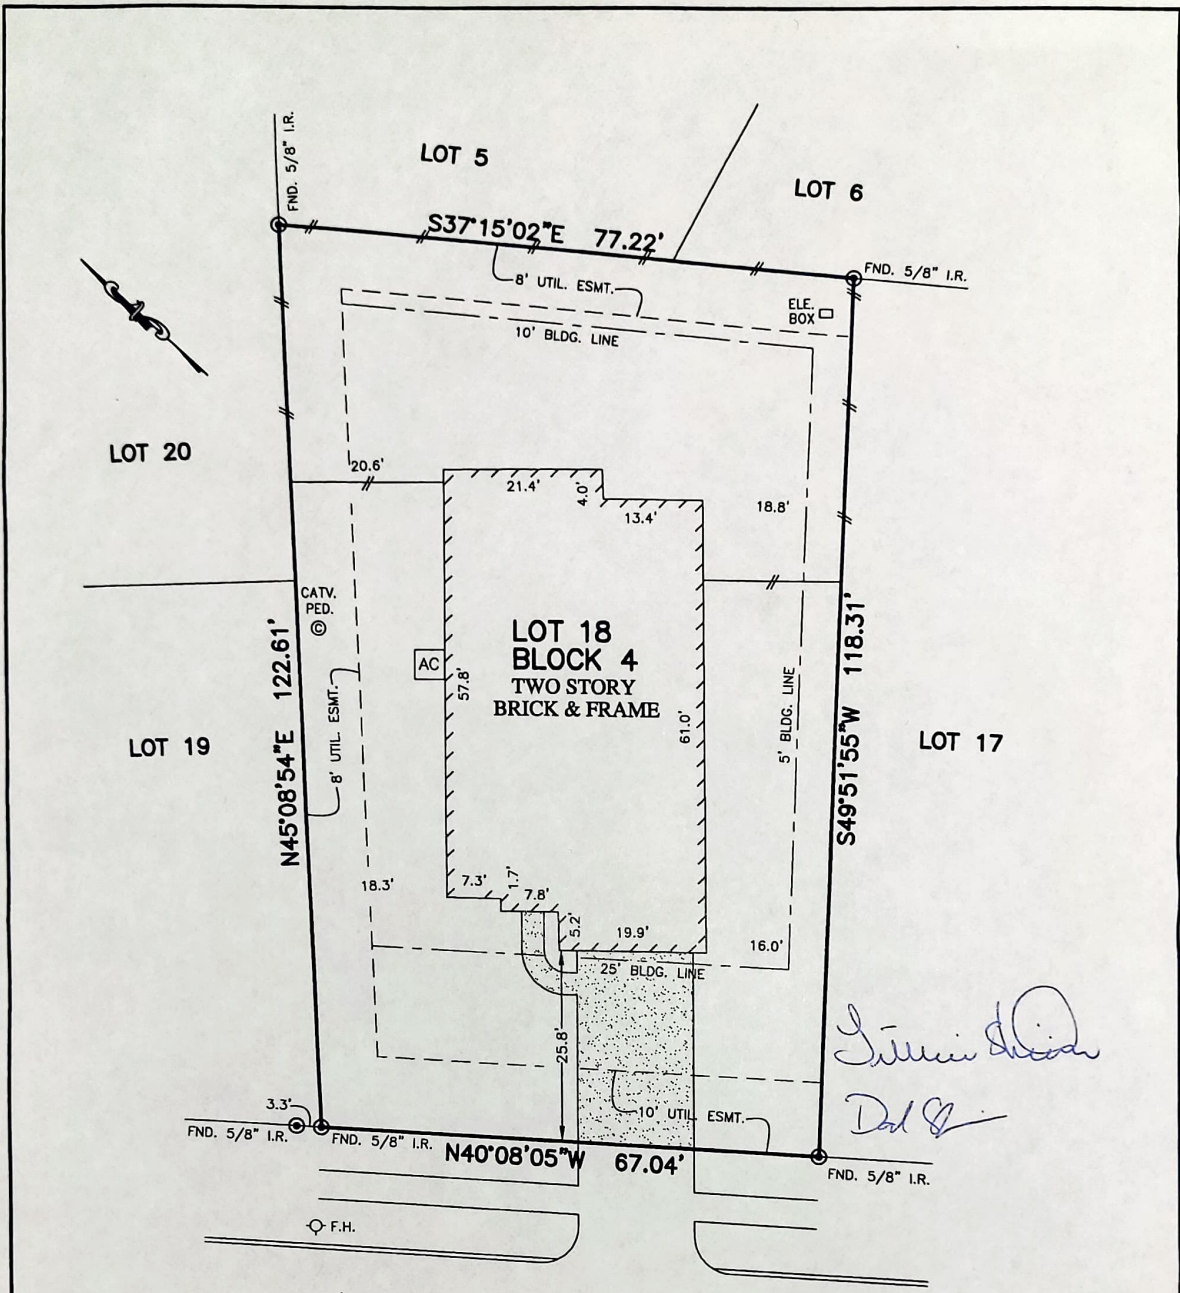 LOT 5
LOT 6
FND. 5/8" I.R.
S37°15'02"E 77.22'
FND. 5/8" I.R.
8' UTIL. ESMT.
ELE.
BOX
10' BLDG. LINE
LOT 20
20.6'
21.4'
4.0'
13.4'
18.8'
CATV.
PED.
©
LOT 18
BLOCK 4
TWO STORY
BRICK & FRAME
AC
57.8'
61.0'
N45°08'54"E 122.61'
8' UTIL. ESMT.
5' BLDG. LINE
S49°51'55"W 118.31'
LOT 19
LOT 17
18.3'
7.3'
1.7'
7.8'
5.2'
19.9'
16.0'
25' BLDG. LINE
25.8'
10' UTIL. ESMT.
3.3'
FND. 5/8" I.R.
FND. 5/8" I.R.
N40°08'05"W 67.04'
FND. 5/8" I.R.
F.H.